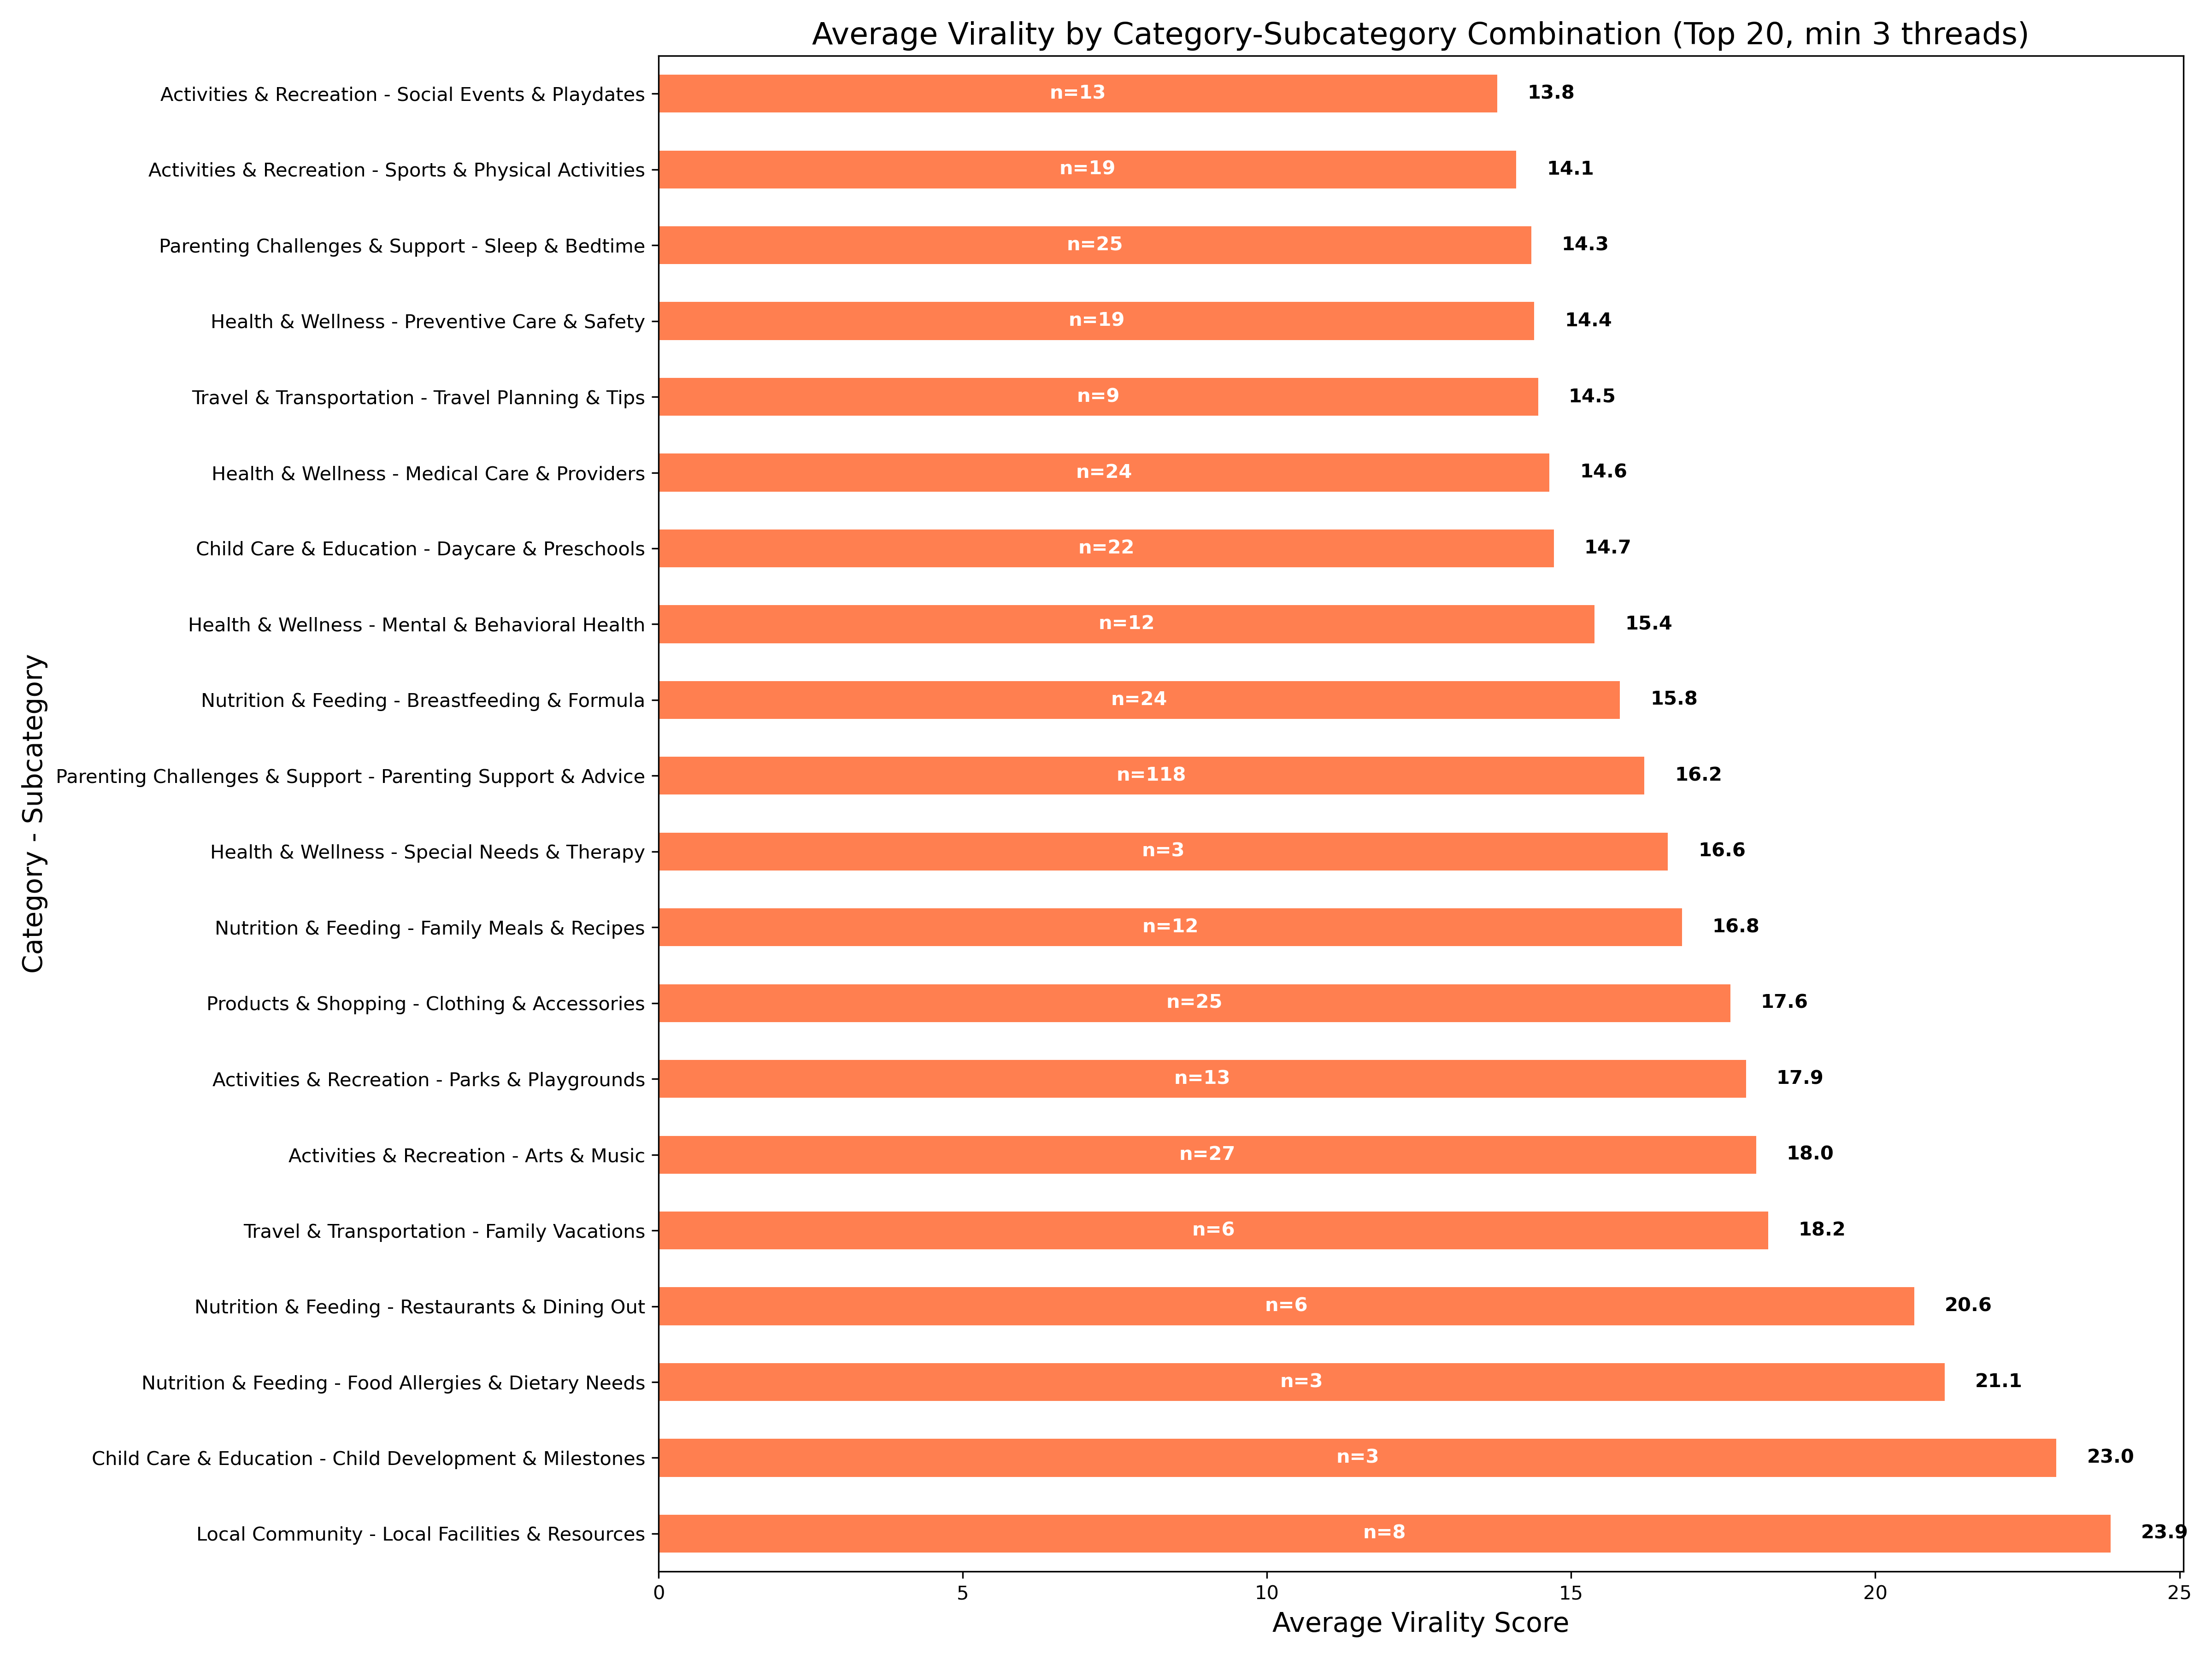 Average Virality by Category-Subcategory Combination (Top 20, min 3 threads)
Category - Subcategory
Activities & Recreation - Social Events & Playdates n=13 13.8
Activities & Recreation - Sports & Physical Activities n=19 14.1
Parenting Challenges & Support - Sleep & Bedtime n=25 14.3
Health & Wellness - Preventive Care & Safety n=19 14.4
Travel & Transportation - Travel Planning & Tips n=9 14.5
Health & Wellness - Medical Care & Providers n=24 14.6
Child Care & Education - Daycare & Preschools n=22 14.7
Health & Wellness - Mental & Behavioral Health n=12 15.4
Nutrition & Feeding - Breastfeeding & Formula n=24 15.8
Parenting Challenges & Support - Parenting Support & Advice n=118 16.2
Health & Wellness - Special Needs & Therapy n=3 16.6
Nutrition & Feeding - Family Meals & Recipes n=12 16.8
Products & Shopping - Clothing & Accessories n=25 17.6
Activities & Recreation - Parks & Playgrounds n=13 17.9
Activities & Recreation - Arts & Music n=27 18.0
Travel & Transportation - Family Vacations n=6 18.2
Nutrition & Feeding - Restaurants & Dining Out n=6 20.6
Nutrition & Feeding - Food Allergies & Dietary Needs n=3 21.1
Child Care & Education - Child Development & Milestones n=3 23.0
Local Community - Local Facilities & Resources n=8 23.9
0 5 10 15 20 25
Average Virality Score